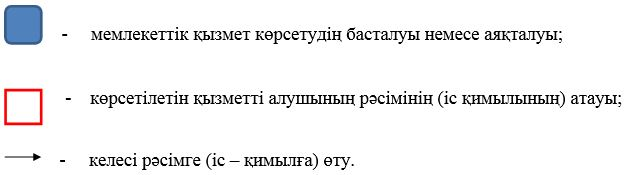 - мемлекеттік қызмет көрсетудің басталуы немесе аяқталуы;
- көрсетілетін қызметті алушының рәсімінің (іс қимылының) атауы;
- келесі рәсімге (іс – қимылға) өту.